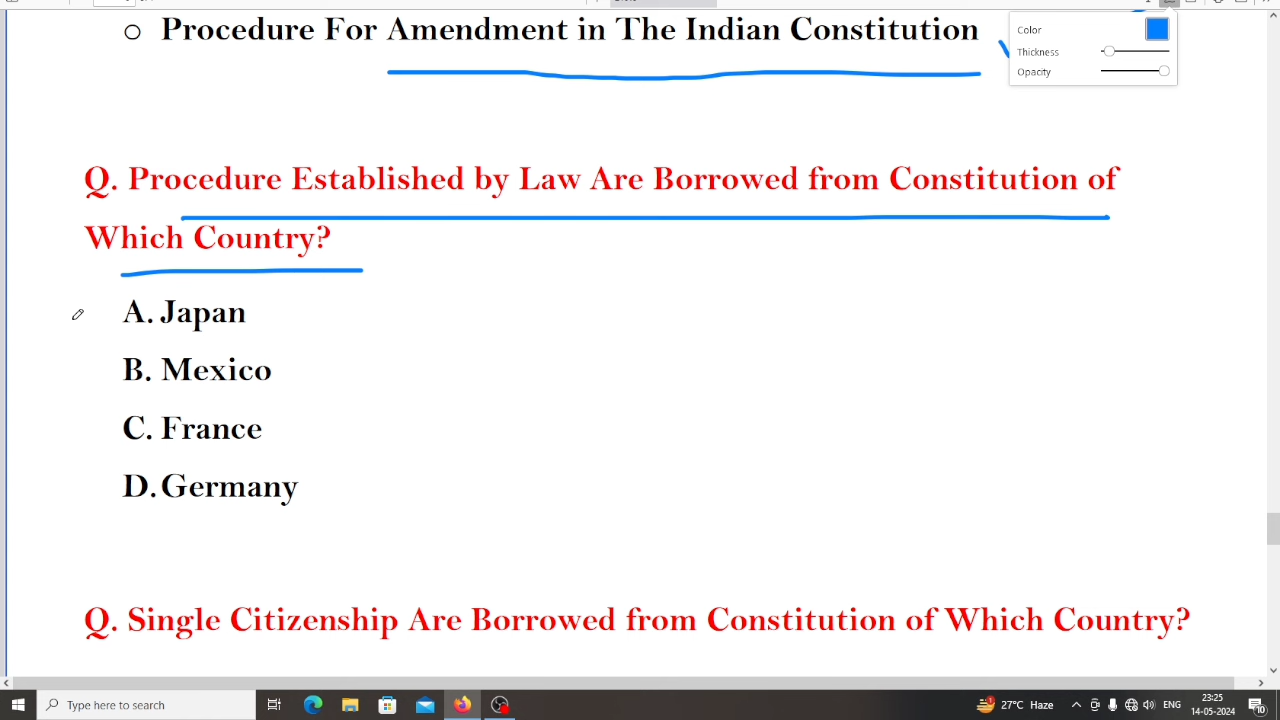 Procedure For Amendment in The Indian Constitution
Color
Thickness
Opacity
Q. Procedure Established by Law Are Borrowed from Constitution of
Which Country?
A. Japan
B. Mexico
C. France
D. Germany
Q. Single Citizenship Are Borrowed from Constitution of Which Country?
Type here to search
27°C Haze
ENG
23:25
14-05-2024
10